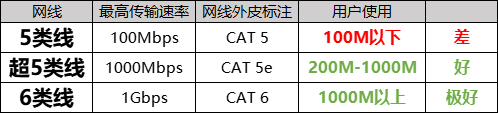 网线 最高传输速率 网线外皮标注 用户使用
5类线 100Mbps CAT 5 100M以下 差
超5类线 1000Mbps CAT 5e 200M-1000M 好
6类线 1Gbps CAT 6 1000M以上 极好